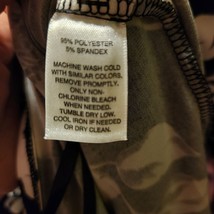 95% POLYESTER
5% SPANDEX
MACHINE WASH COLD
WITH SIMILAR COLORS,
REMOVE PROMPTLY,
ONLY NON-
CHLORINE BLEACH
WHEN NEEDED.
TUMBLE DRY LOW.
COOL IRON IF NEEDED
OR DRY CLEAN.